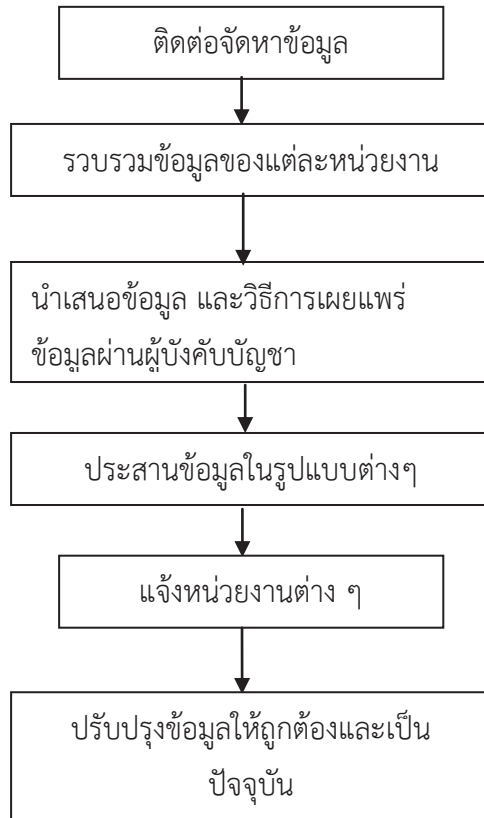 ติดต่อจัดหาข้อมูล
รวบรวมข้อมูลของแต่ละหน่วยงาน
นำเสนอข้อมูล และวิธีการเผยแพร่
ข้อมูลผ่านผู้บังคับบัญชา
ประสานข้อมูลในรูปแบบต่างๆ
แจ้งหน่วยงานต่าง ๆ
ปรับปรุงข้อมูลให้ถูกต้องและเป็น
ปัจจุบัน